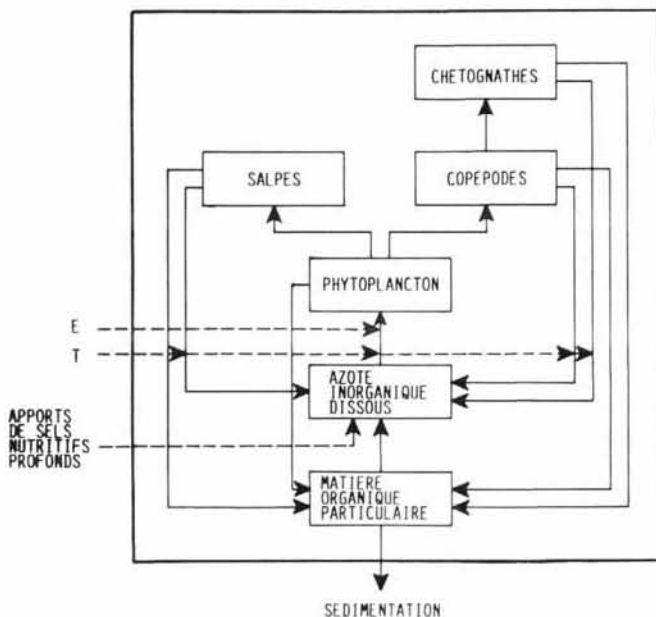 CHETOGNATHES
SALPES
COPEPODES
PHYTOPLANCTON
E
T
AZOTE
INORGANIQUE
DISSOUS
APPORTS
DE SELS
NUTRITIFS
PROFONDS
MATIERE
ORGANIQUE
PARTICULAIRE
SEDIMENTATION